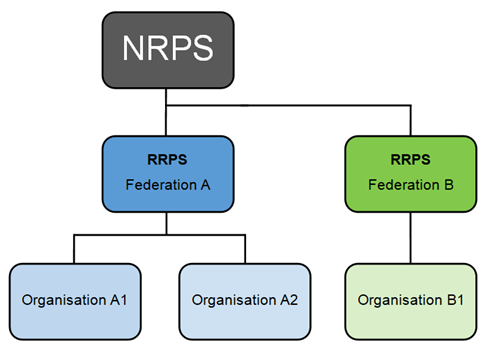 NRPS
RRPS
Federation A
RRPS
Federation B
Organisation A1
Organisation A2
Organisation B1